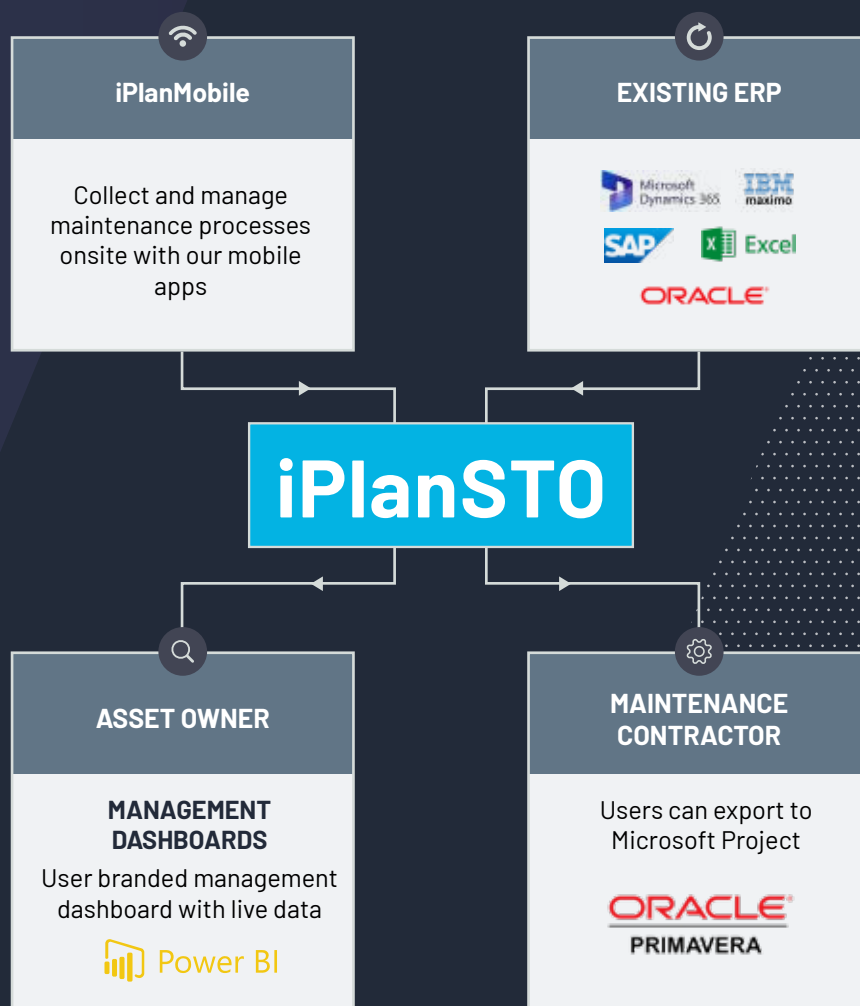 iPlanMobile
Collect and manage
maintenance processes
onsite with our mobile
apps
EXISTING ERP
Microsoft
Dynamics 365
IBM
maximo
SAP
X Excel
ORACLE
iPlanSTO
ASSET OWNER
MANAGEMENT
DASHBOARDS
User branded management
dashboard with live data
Power BI
MAINTENANCE
CONTRACTOR
Users can export to
Microsoft Project
ORACLE
PRIMAVERA